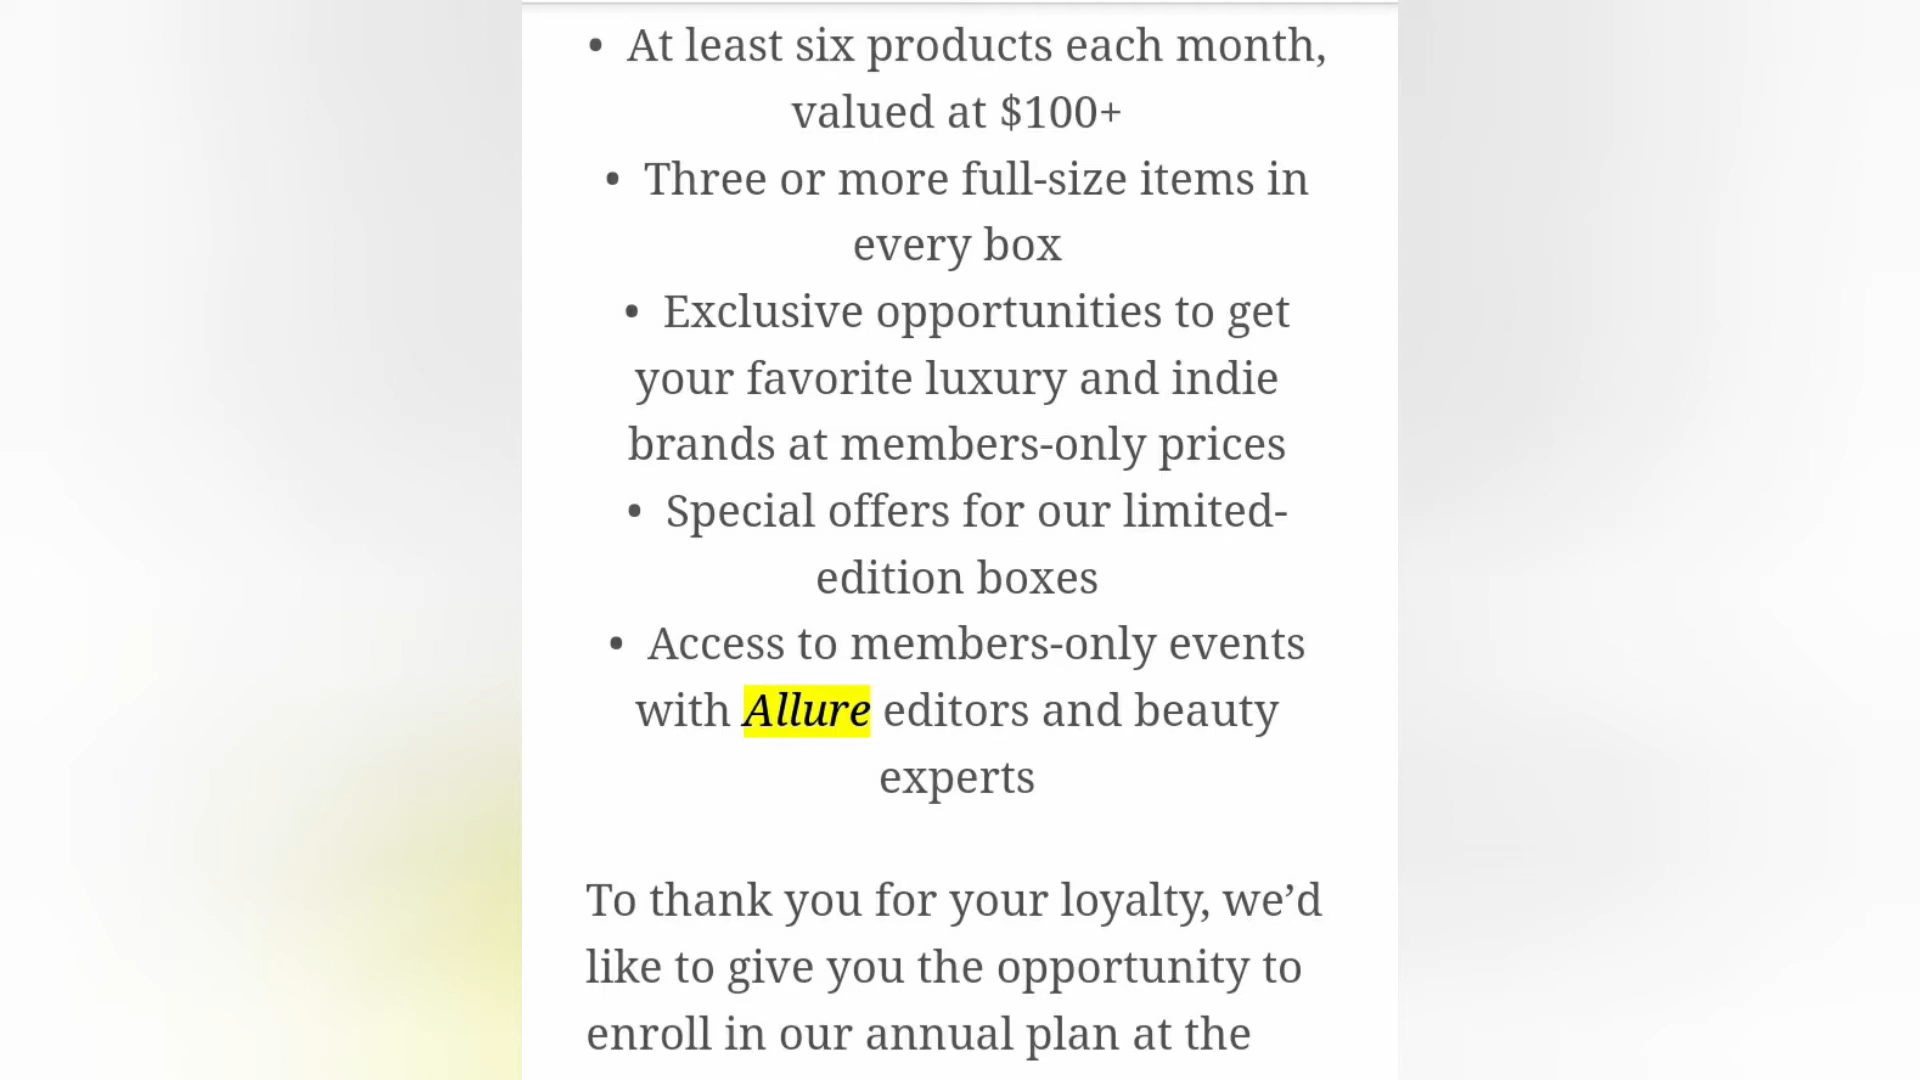 • At least six products each month,
valued at $100+
• Three or more full-size items in
every box
• Exclusive opportunities to get
your favorite luxury and indie
brands at members-only prices
• Special offers for our limited-
edition boxes
• Access to members-only events
with Allure editors and beauty
experts
To thank you for your loyalty, we’d
like to give you the opportunity to
enroll in our annual plan at the